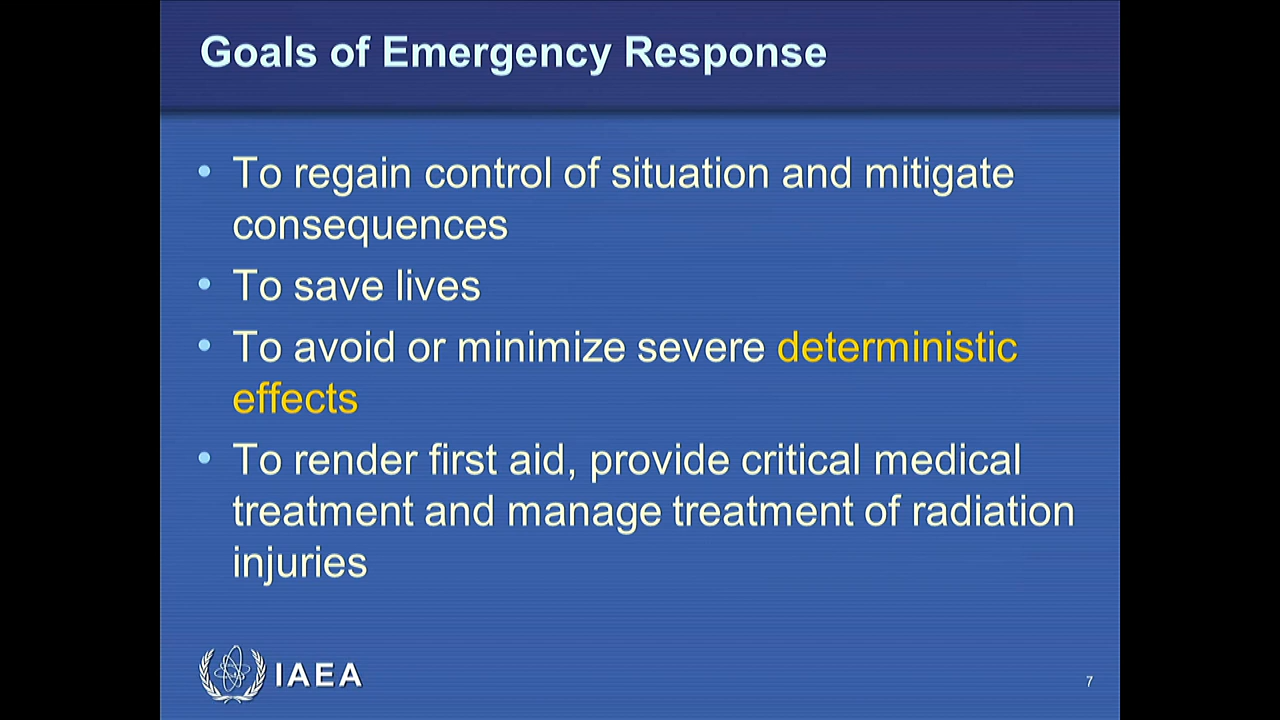 Goals of Emergency Response
• To regain control of situation and mitigate
consequences
• To save lives
• To avoid or minimize severe deterministic
effects
• To render first aid, provide critical medical
treatment and manage treatment of radiation
injuries
IAEA
7